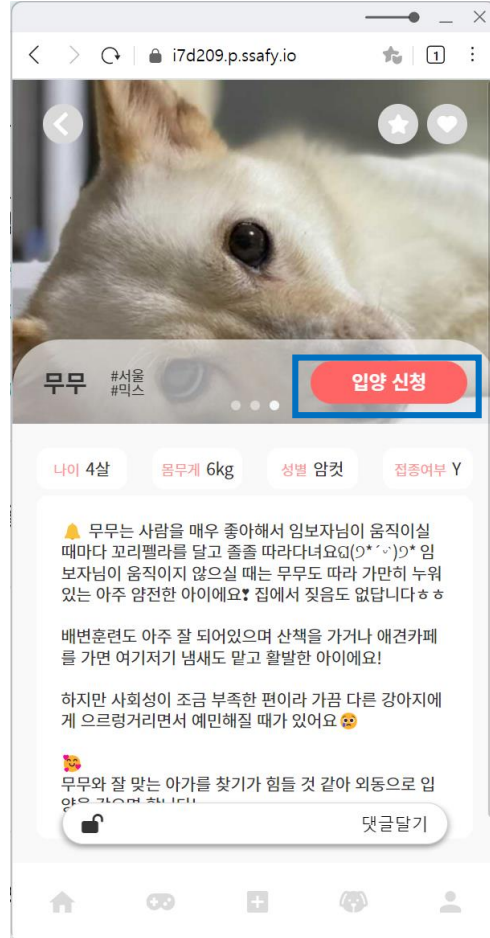 i7d209.p.ssafy.io
1
무무
#서울
#믹스
입양 신청
나이 4살
몸무게 6kg
성별 암컷
접종여부 Y
🔔 무무는 사람을 매우 좋아해서 임보자님이 움직이실
때마다 꼬리펠라를 달고 졸졸 따라다녀요ଘ(੭*ˊᵕˋ)੭* 임
보자님이 움직이지 않으실 때는 무무도 따라 가만히 누워
있는 아주 얌전한 아이에요❣ 집에서 짖음도 없답니다ㅎㅎ
배변훈련도 아주 잘 되어있으며 산책을 가거나 애견카페
를 가면 여기저기 냄새도 맡고 활발한 아이에요!
하지만 사회성이 조금 부족한 편이라 가끔 다른 강아지에
게 으르렁거리면서 예민해질 때가 있어요😥
🥰
무무와 잘 맞는 아가를 찾기가 힘들 것 같아 외동으로 입
댓글달기